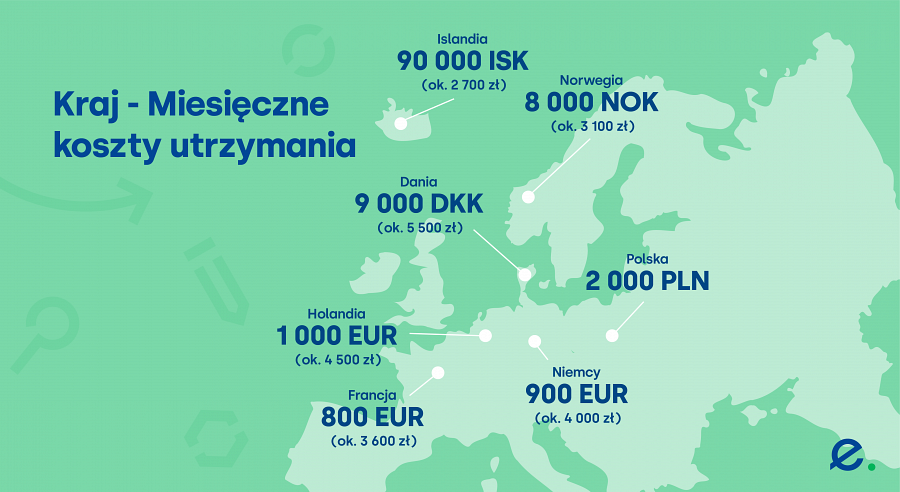 Kraj - Miesięczne
koszty utrzymania
Islandia
90 000 ISK
(ok. 2 700 zł)
Norwegia
8 000 NOK
(ok. 3 100 zł)
Dania
9 000 DKK
(ok. 5 500 zł)
Polska
2 000 PLN
Holandia
1 000 EUR
(ok. 4 500 zł)
Niemcy
900 EUR
(ok. 4 000 zł)
Francja
800 EUR
(ok. 3 600 zł)
e.